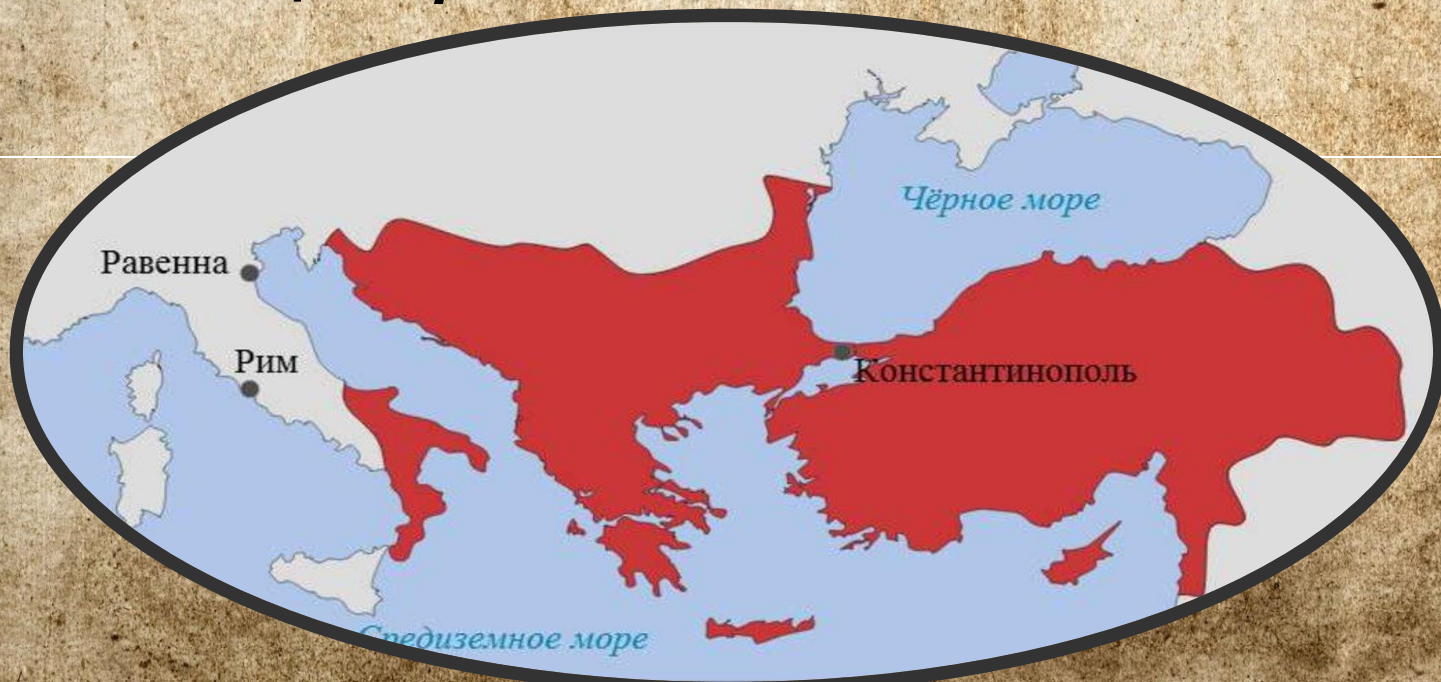 Чёрное море
Равенна
Рим
Константинополь
Средиземное море